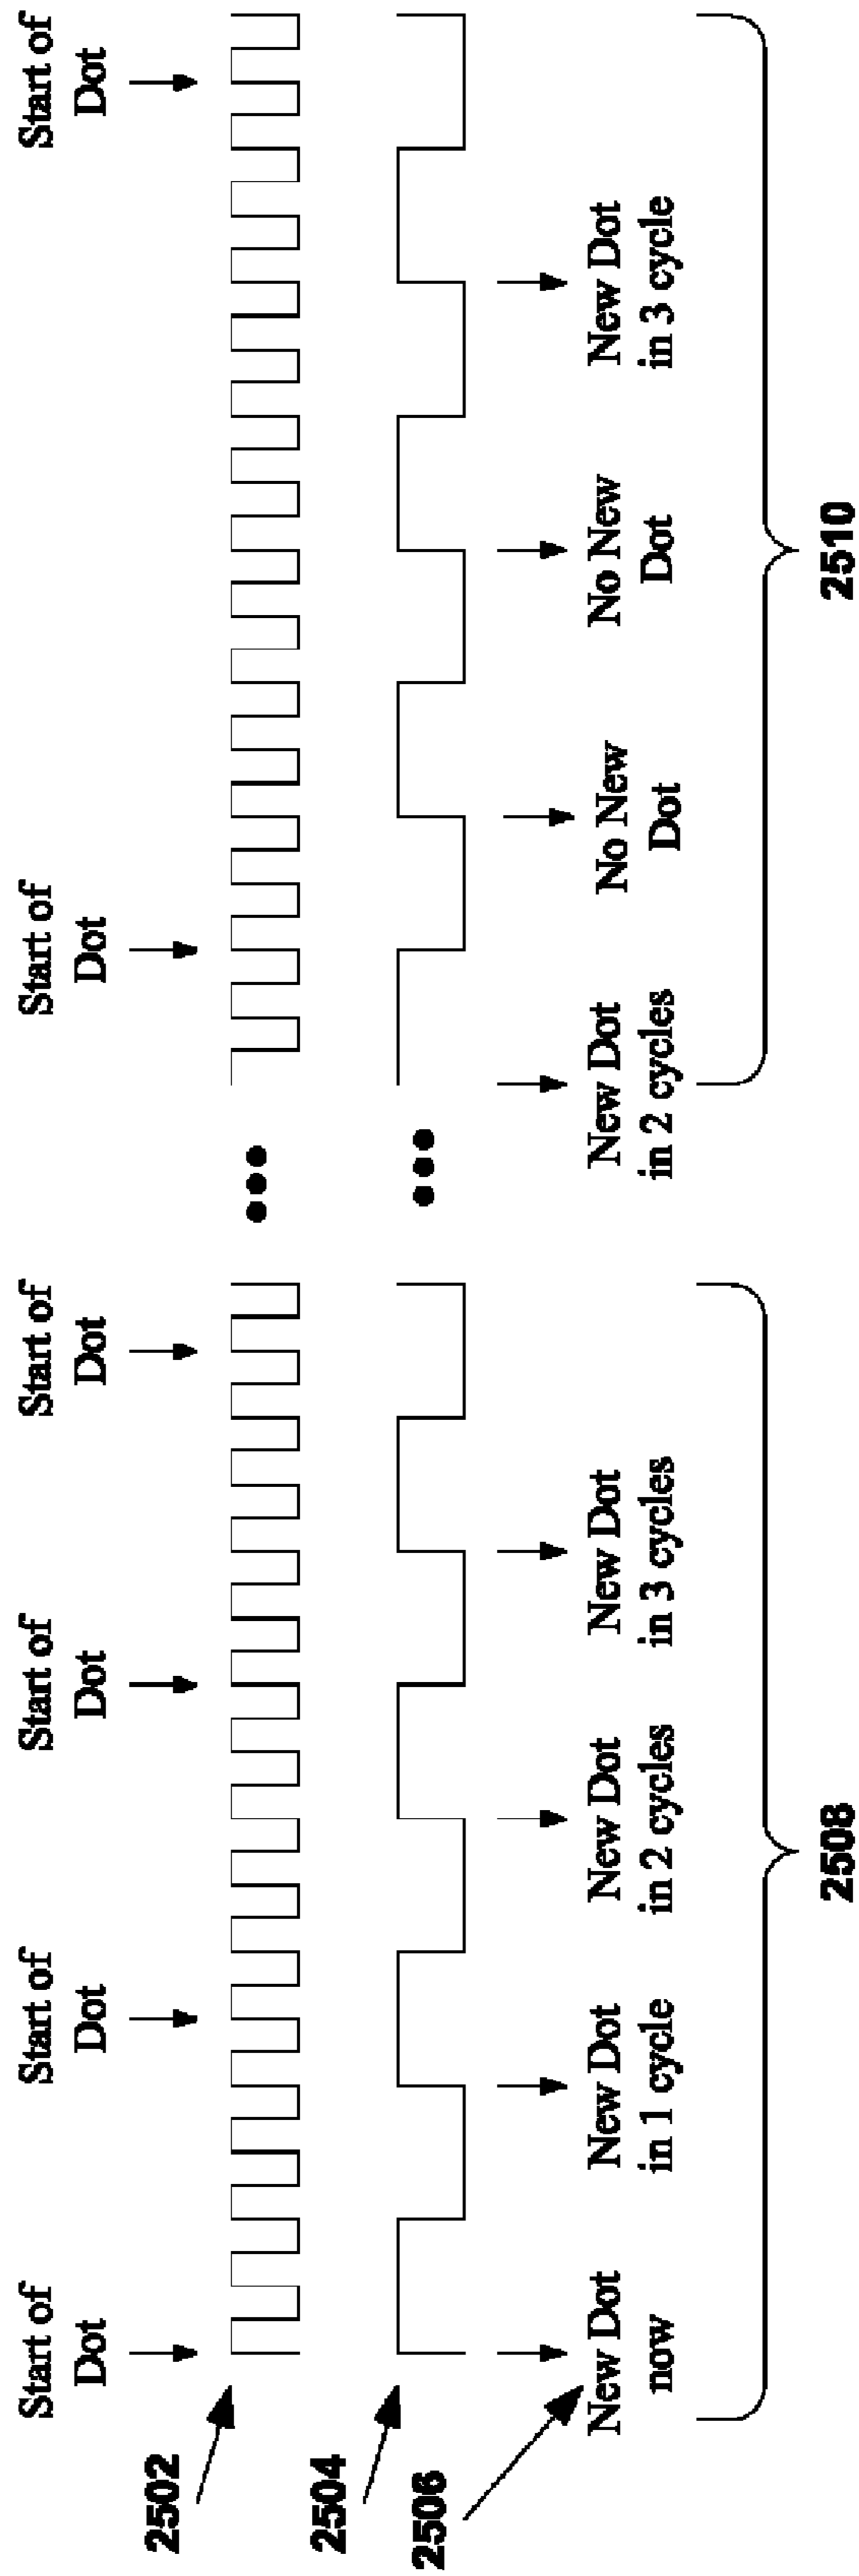 Start of
Dot
Start of
Dot
Start of
Dot
Start of
Dot
Start of
Dot
Start of
Dot
2502
2504
2506
New Dot
now
New Dot
in 1 cycle
New Dot
in 2 cycles
New Dot
in 3 cycles
New Dot
in 2 cycles
No New
Dot
No New
Dot
New Dot
in 3 cycle
2508
2510